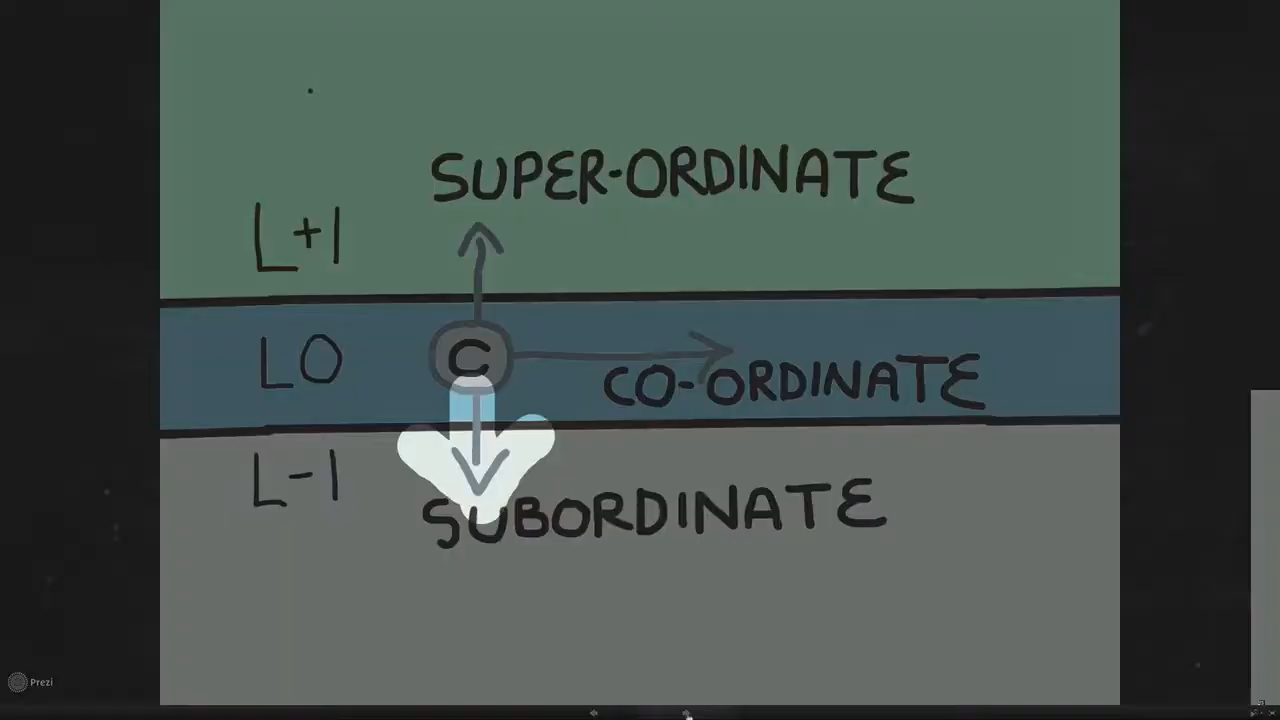 SUPER-ORDINATE
L+1
LO
C
CO-ORDINATE
L-1
SUBORDINATE
Prezi